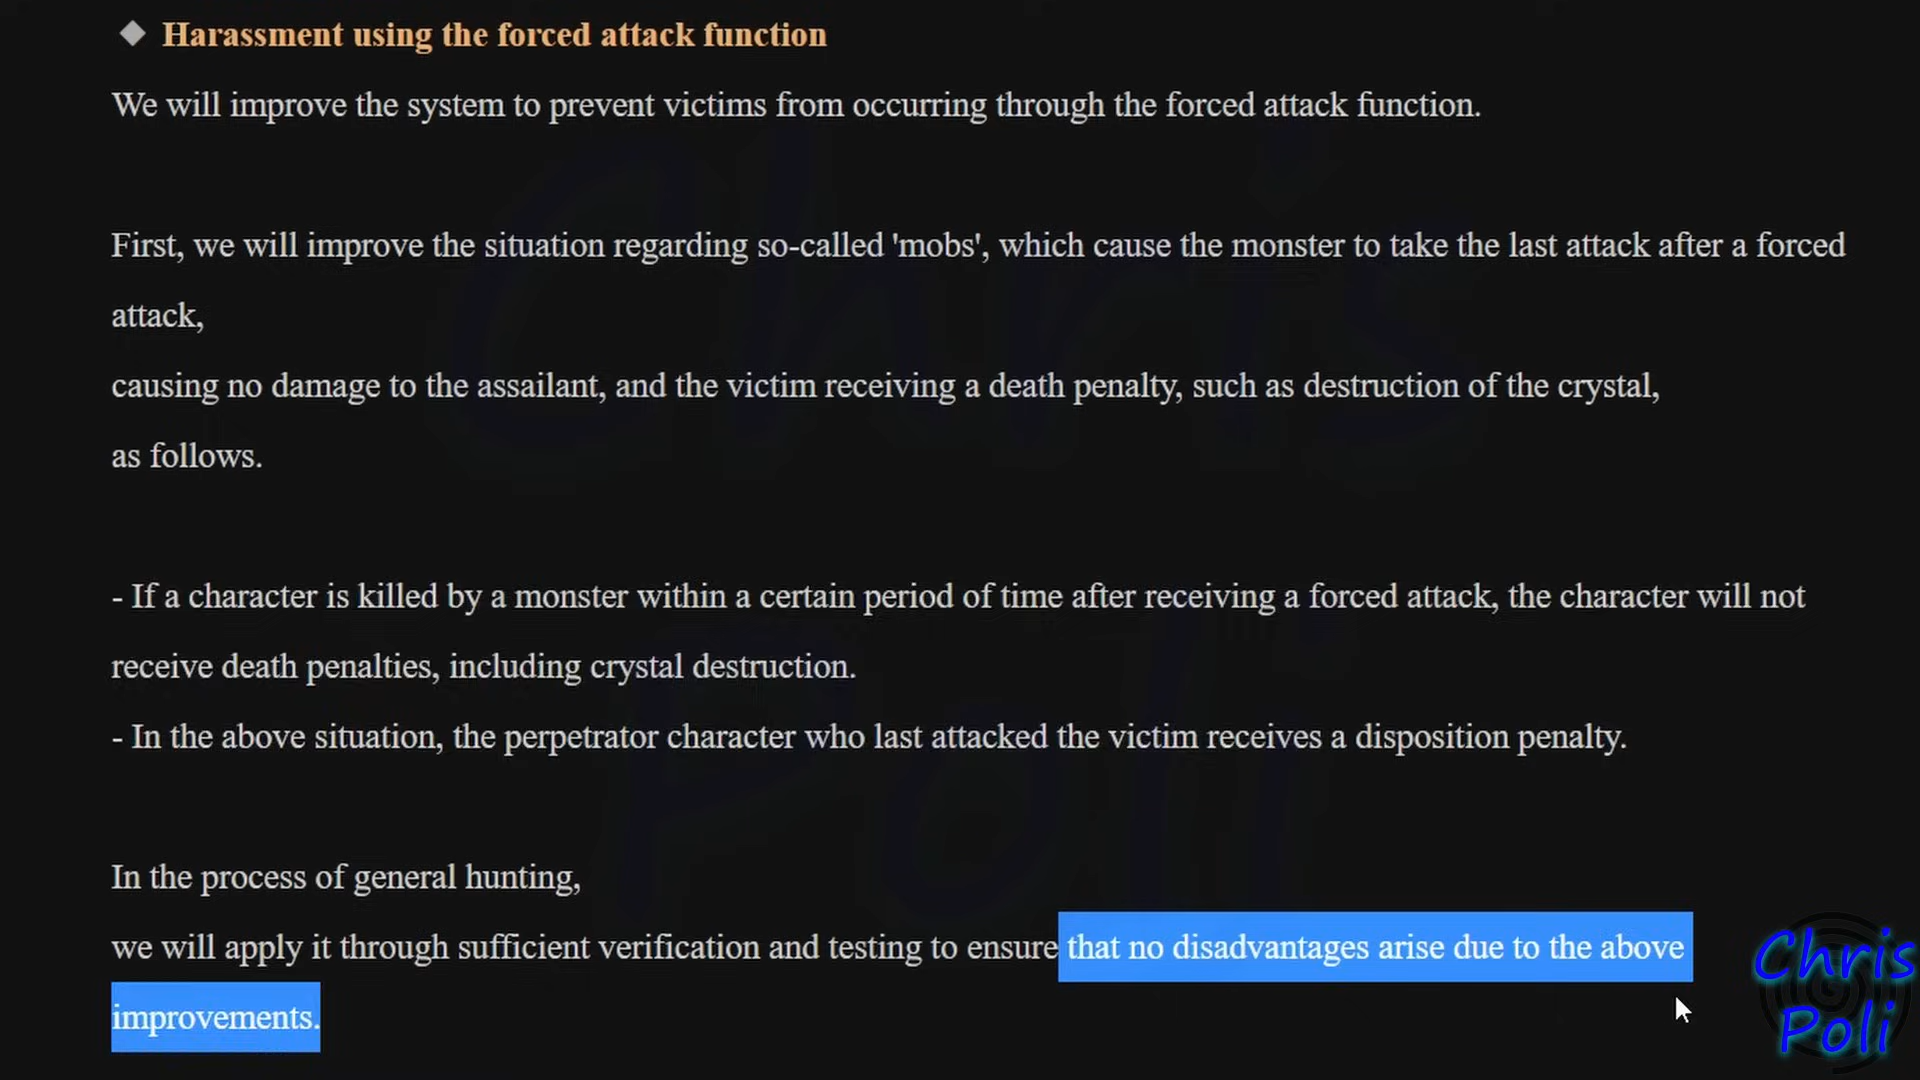 ◆ Harassment using the forced attack function
We will improve the system to prevent victims from occurring through the forced attack function.
First, we will improve the situation regarding so-called 'mobs', which cause the monster to take the last attack after a forced
attack,
causing no damage to the assailant, and the victim receiving a death penalty, such as destruction of the crystal,
as follows.
- If a character is killed by a monster within a certain period of time after receiving a forced attack, the character will not
receive death penalties, including crystal destruction.
- In the above situation, the perpetrator character who last attacked the victim receives a disposition penalty.
In the process of general hunting,
we will apply it through sufficient verification and testing to ensure that no disadvantages arise due to the above
improvements.
Chris
Poli
Chris
Poli